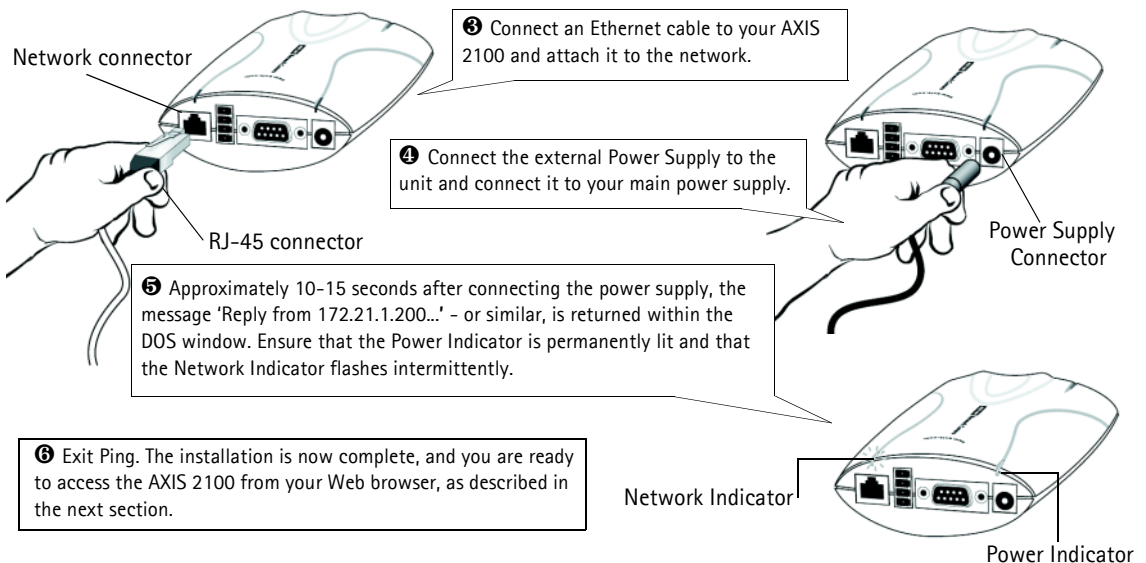 Network connector
❸ Connect an Ethernet cable to your AXIS
2100 and attach it to the network.
❹ Connect the external Power Supply to the
unit and connect it to your main power supply.
RJ-45 connector
Power Supply
Connector
❺ Approximately 10-15 seconds after connecting the power supply, the
message ‘Reply from 172.21.1.200...’ - or similar, is returned within the
DOS window. Ensure that the Power Indicator is permanently lit and that
the Network Indicator flashes intermittently.
❻ Exit Ping. The installation is now complete, and you are ready
to access the AXIS 2100 from your Web browser, as described in
the next section.
Network Indicator
Power Indicator